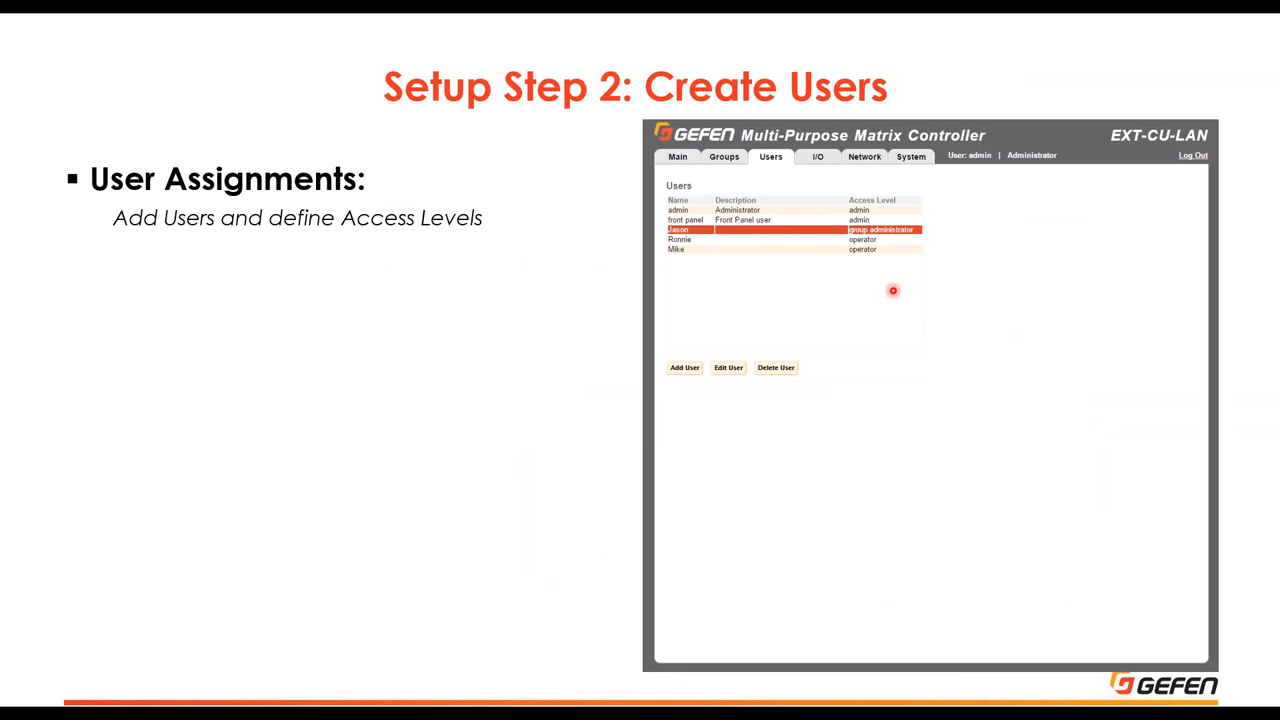 Setup Step 2: Create Users
▪ User Assignments:
Add Users and define Access Levels
GEFEN Multi-Purpose Matrix Controller EXT-CU-LAN
Main Groups Users I/O Network System User: admin | Administrator Log Out
Users
Name Description Access Level
admin Administrator admin
front panel Front Panel user admin
Jason group administrator
Ronnie operator
Mike operator
Add User Edit User Delete User
GEFEN